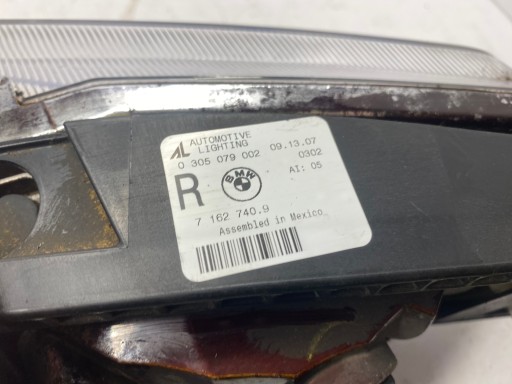 AL AUTOMOTIVE
LIGHTING
0 305 079 002 09.13.07
0302
R BMW AI: 05
7 162 740.9
Assembled in Mexico.